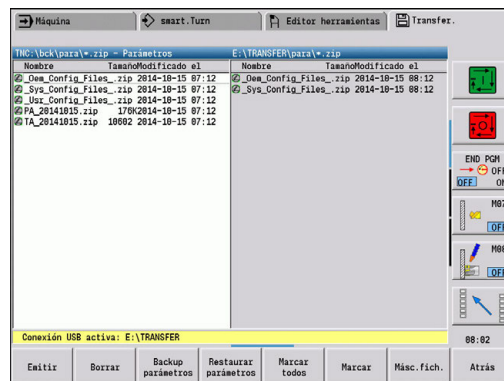 Máquina
smart.Turn
Editor herramientas
Transfer.
TNC:\bck\para\*.zip - Parámetros
E:\TRANSFER\para\*.zip
Nombre TamañoModificado el
Nombre TamañoModificado el
_Oem_Config_Files_.zip 2014-10-15 07:12
_Oem_Config_Files_.zip 2014-10-15 08:12
_Sys_Config_Files_.zip 2014-10-15 07:12
_Sys_Config_Files_.zip 2014-10-15 08:12
_Usr_Config_Files_.zip 2014-10-15 07:12
PA_20141015.zip 176K2014-10-15 07:12
TA_20141015.zip 10602 2014-10-15 07:12
END PGM
OFF
OFF ON
M07
OFF
M08
OFF
Conexión USB activa: E:\TRANSFER
08:02
Emitir
Borrar
Backup parámetros
Restaurar parámetros
Marcar todos
Marcar
Másc.fich.
Atrás